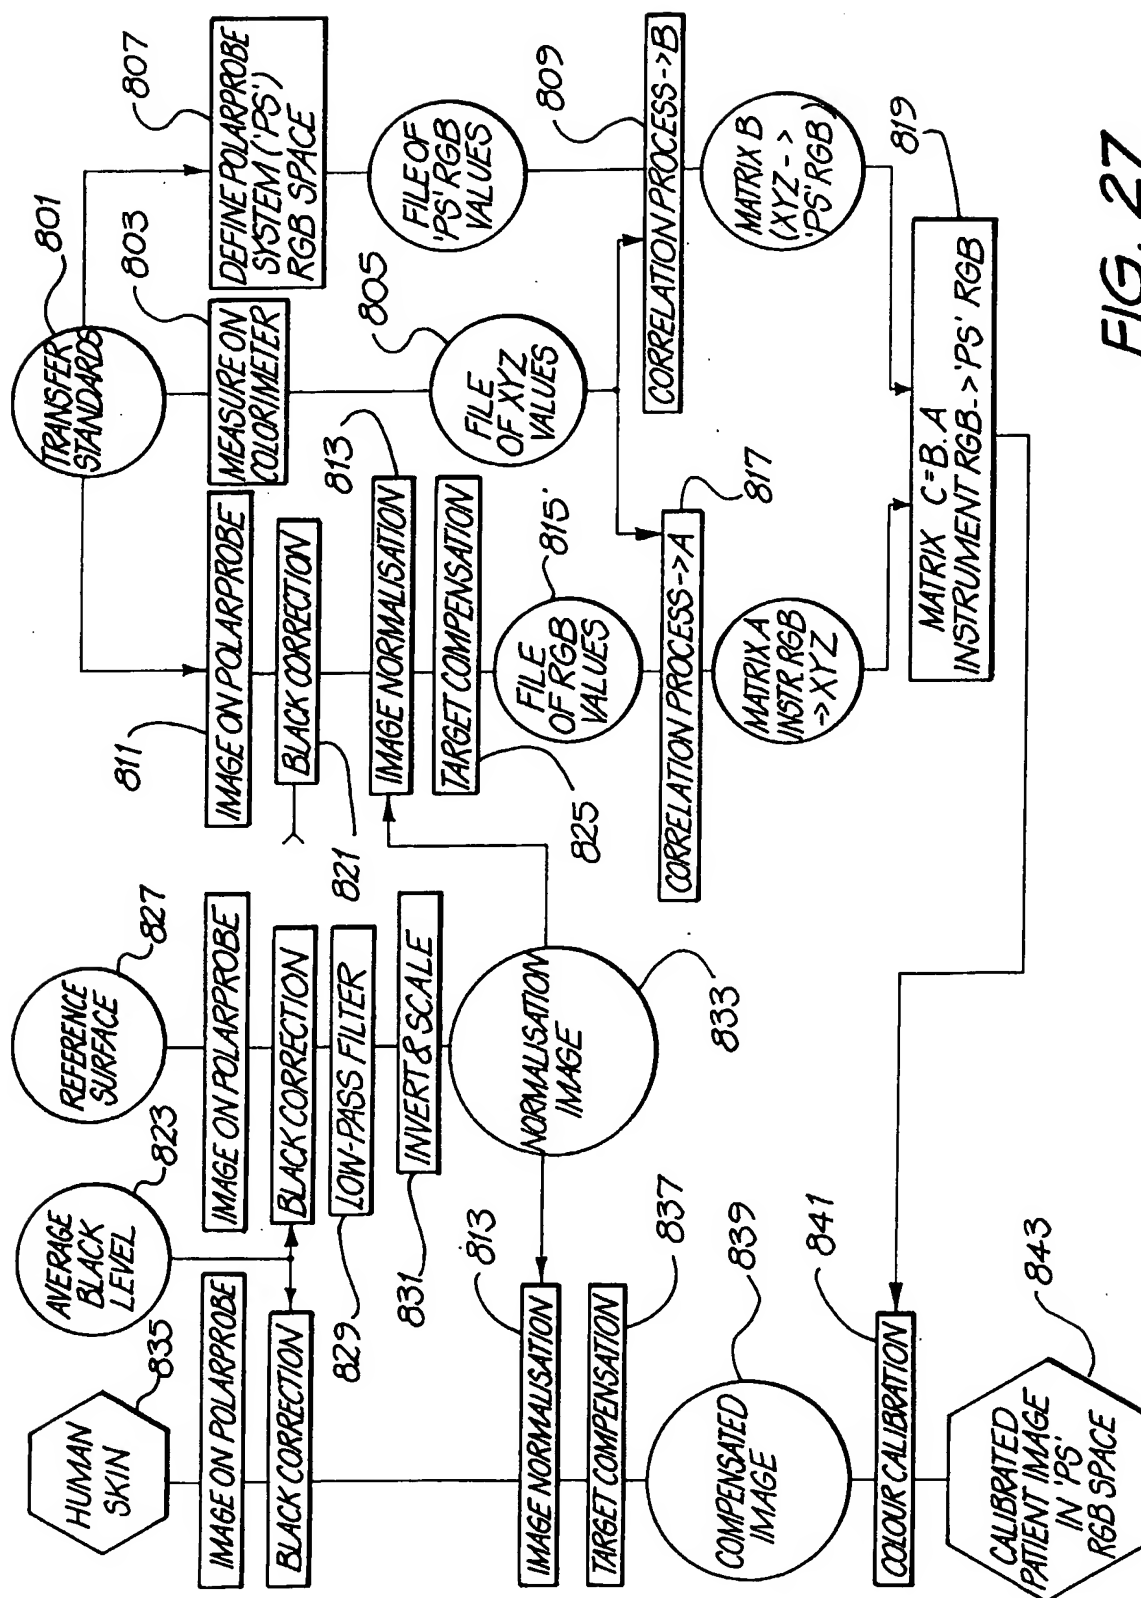 HUMAN
SKIN
835
IMAGE ON POLARPROBE
BLACK CORRECTION
IMAGE NORMALISATION
813
TARGET COMPENSATION
837
COMPENSATED
IMAGE
839
COLOUR CALIBRATION
841
CALIBRATED
PATIENT IMAGE
IN 'PS'
RGB SPACE
843
AVERAGE
BLACK
LEVEL
823
REFERENCE
SURFACE
827
IMAGE ON POLARPROBE
BLACK CORRECTION
LOW-PASS FILTER
829
INVERT & SCALE
831
NORMALISATION
IMAGE
833
TRANSFER
STANDARDS
801
IMAGE ON POLARPROBE
811
BLACK CORRECTION
821
IMAGE NORMALISATION
813
TARGET COMPENSATION
825
FILE
OF RGB
VALUES
815'
CORRELATION PROCESS->A
817
MATRIX A
INSTR. RGB
->XYZ
MEASURE ON
COLORIMETER
803
FILE
OF XYZ
VALUES
805
DEFINE POLARPROBE
SYSTEM ('PS')
RGB SPACE
807
FILE OF
'PS' RGB
VALUES
CORRELATION PROCESS->B
809
MATRIX B
(XYZ ->
'PS' RGB)
MATRIX C=B.A
INSTRUMENT RGB->'PS' RGB
819
FIG. 27